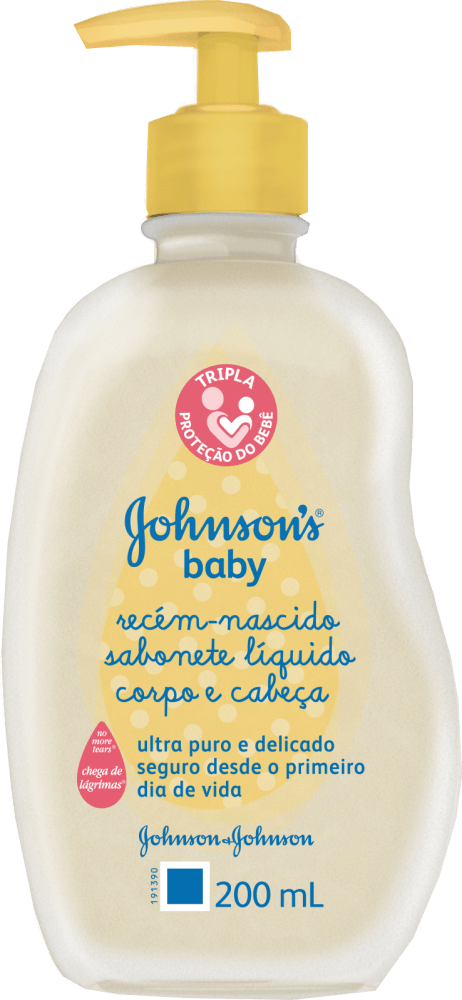 TRIPLA
PROTEÇÃO DO BEBÊ
Johnson's®
baby
recém-nascido
sabonete líquido
corpo e cabeça
no
more
tears®
chega de
lágrimas®
ultra puro e delicado
seguro desde o primeiro
dia de vida
Johnson & Johnson
191390
200 mL